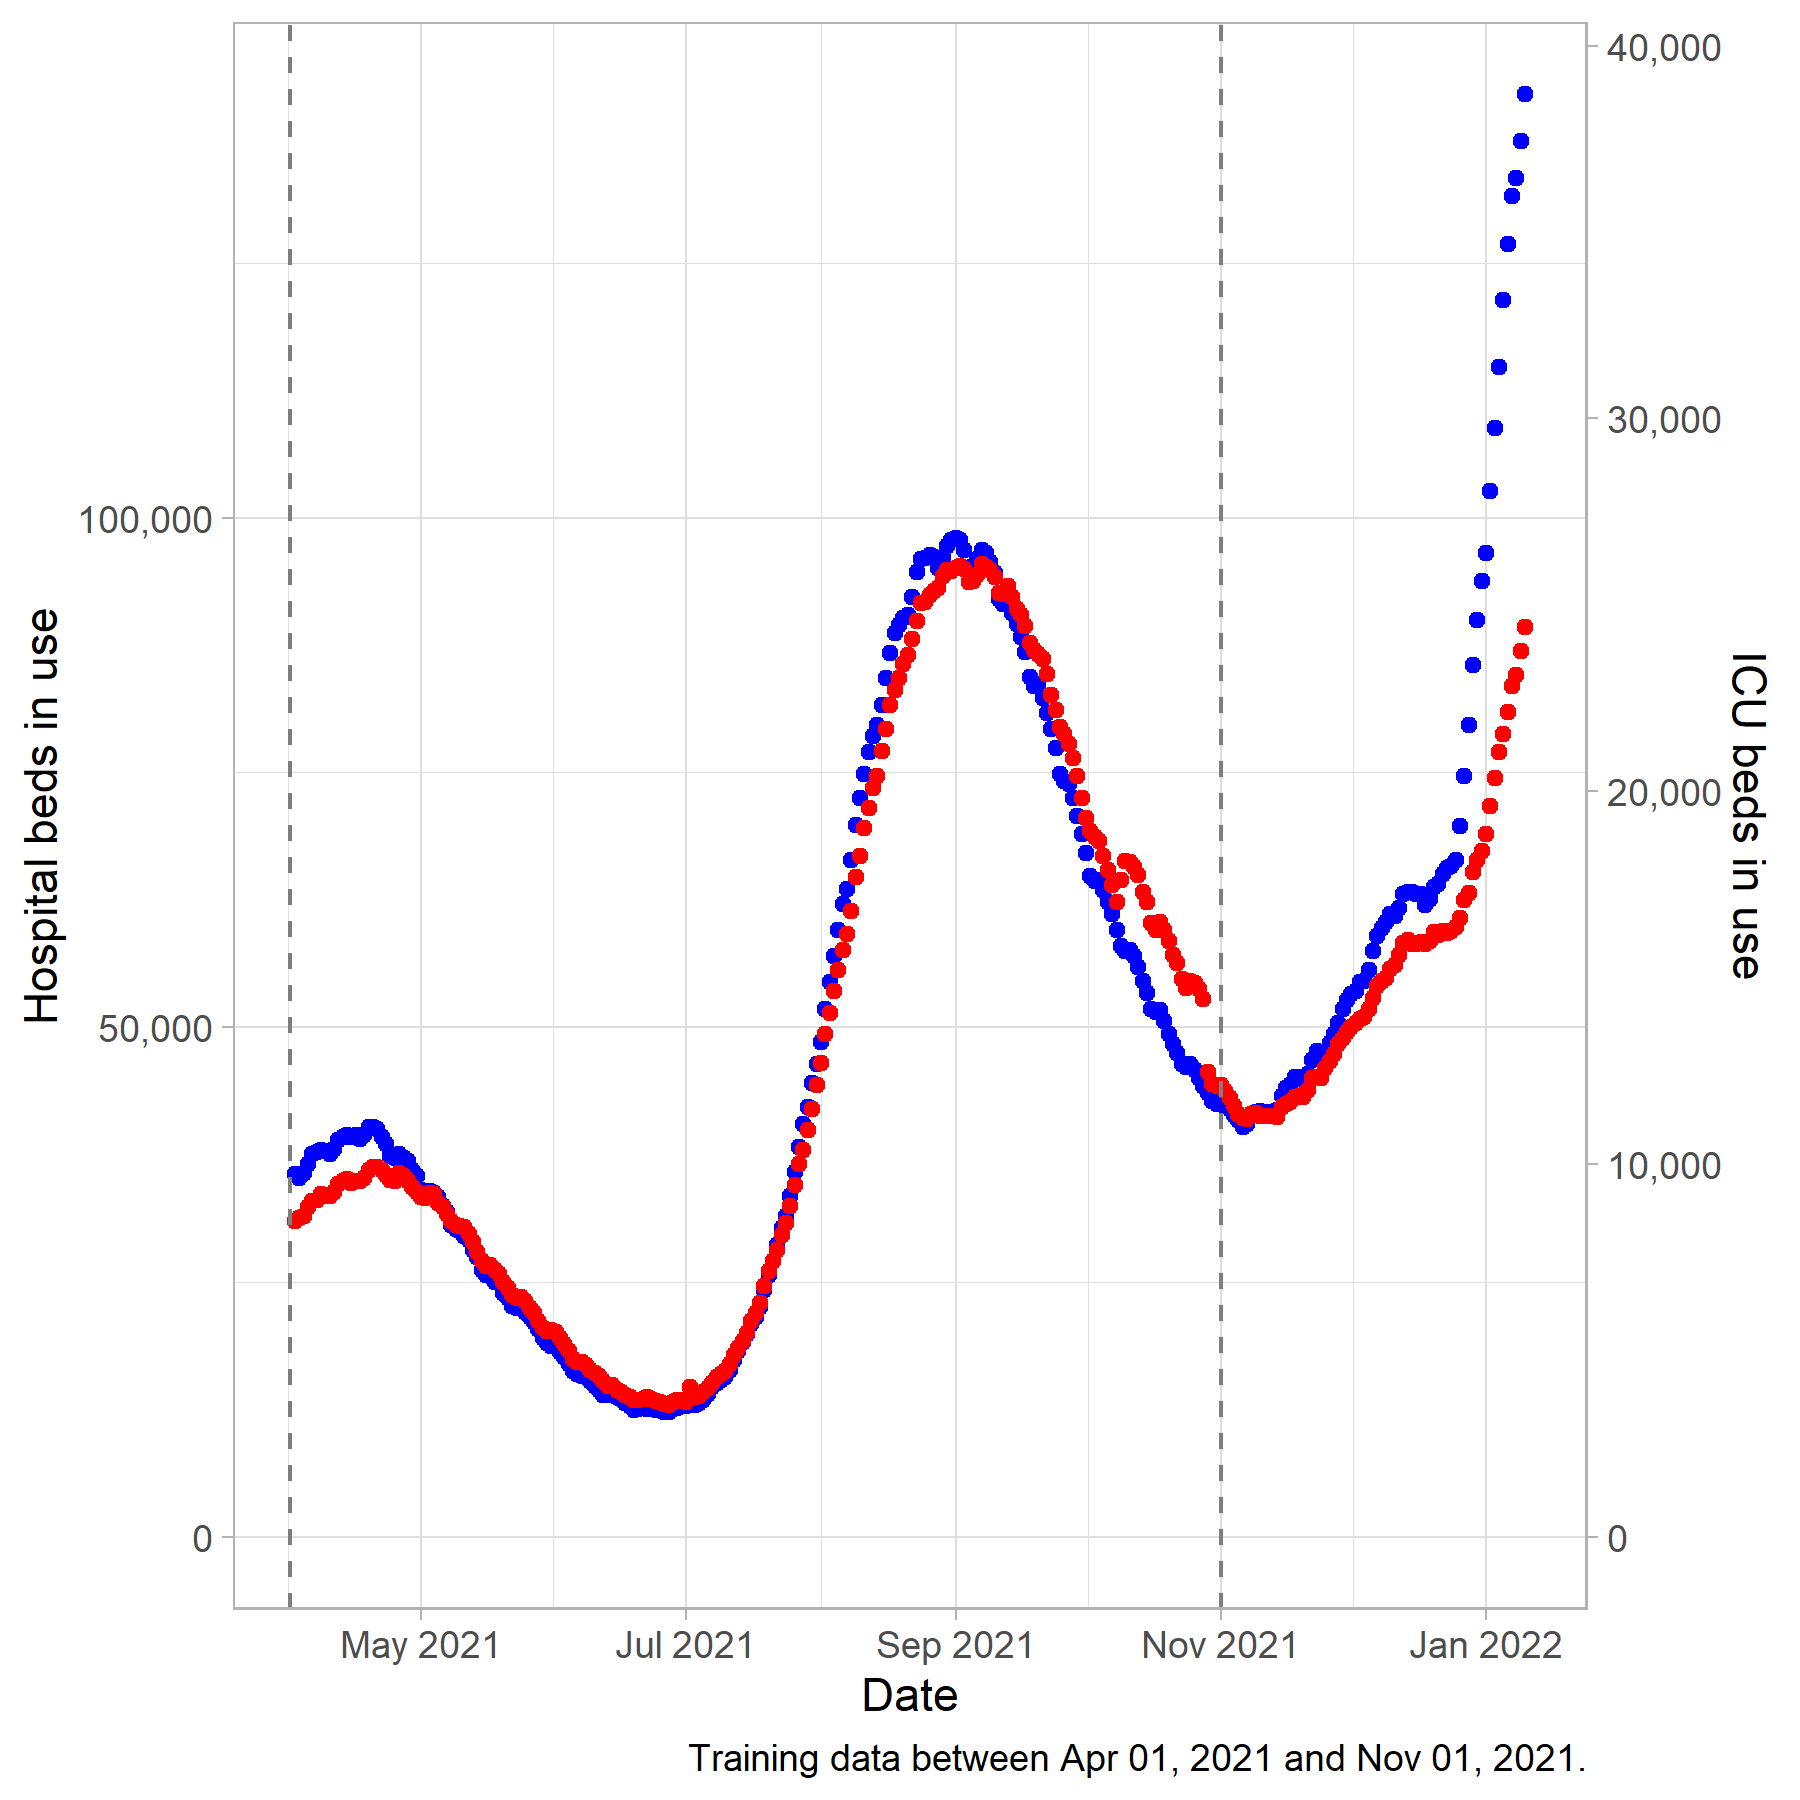 40,000
30,000
100,000
20,000
50,000
10,000
0
0
Hospital beds in use
ICU beds in use
May 2021
Jul 2021
Sep 2021
Nov 2021
Jan 2022
Date
Training data between Apr 01, 2021 and Nov 01, 2021.